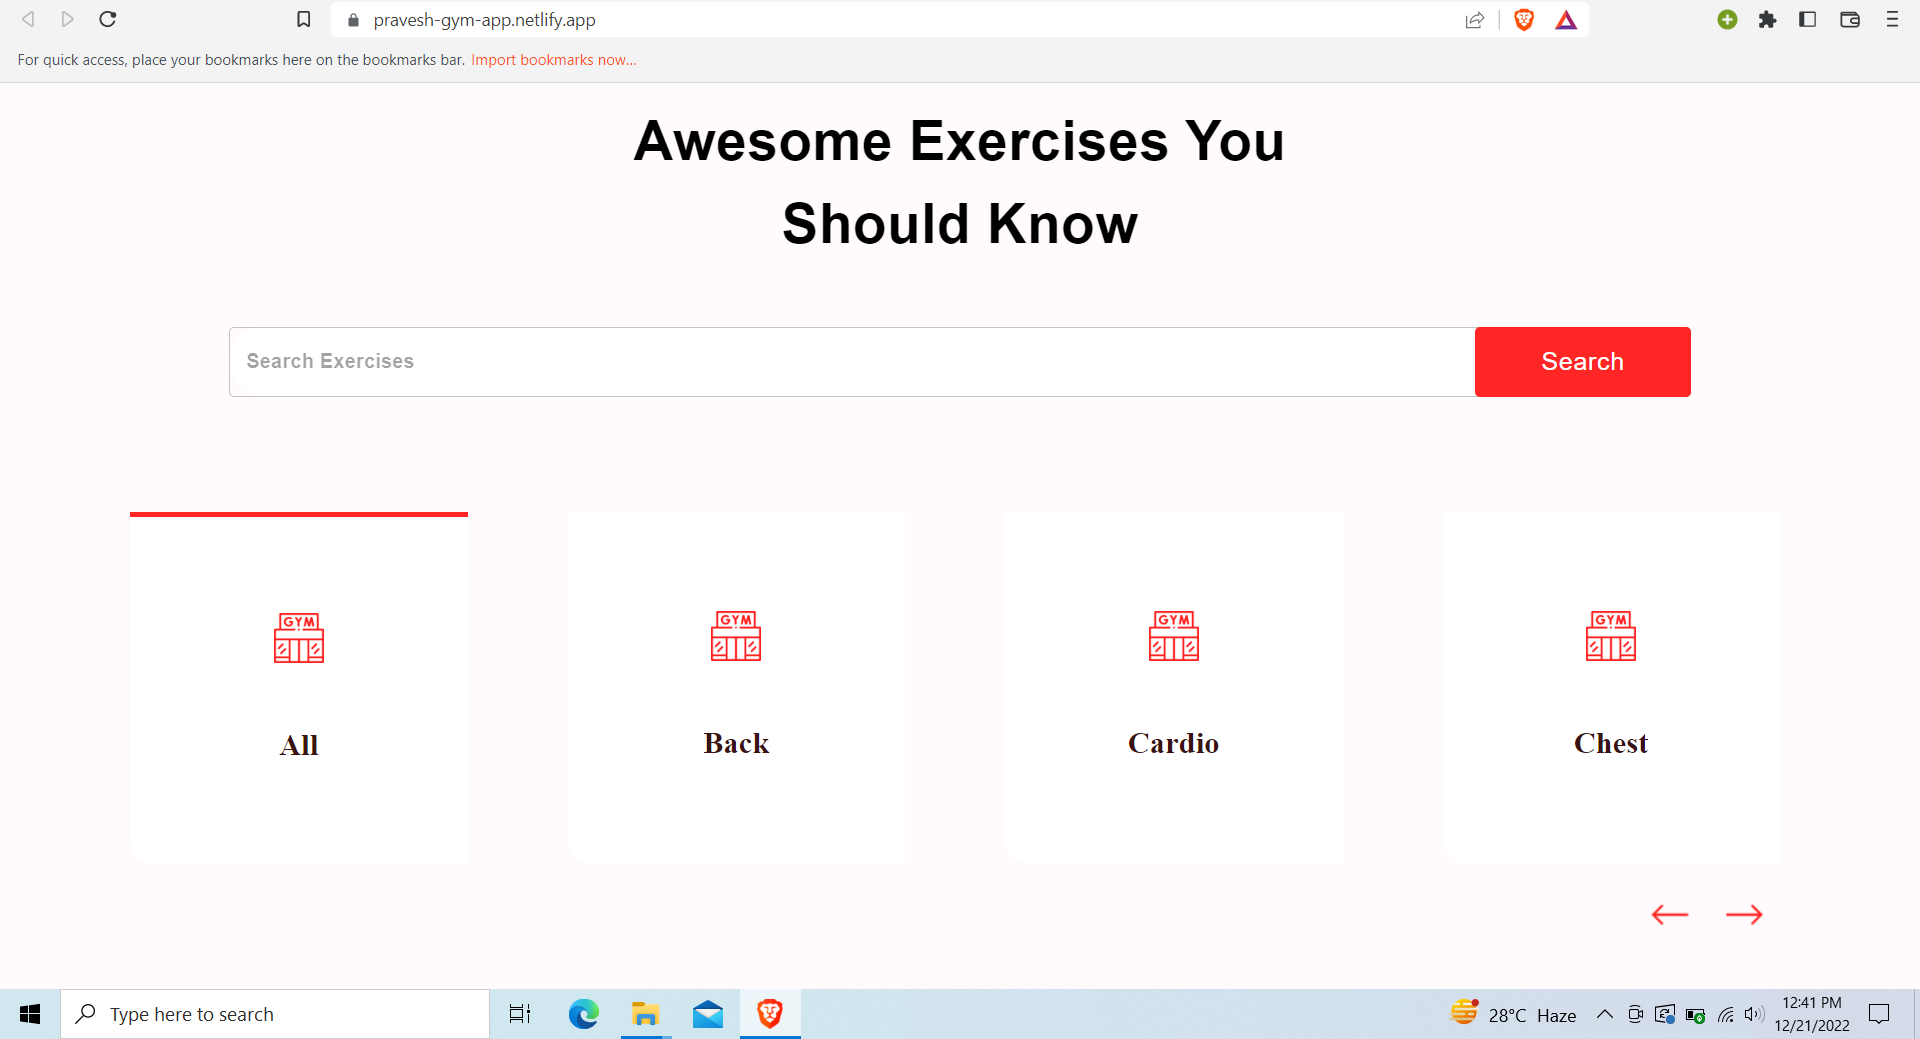 pravesh-gym-app.netlify.app
For quick access, place your bookmarks here on the bookmarks bar. Import bookmarks now...
Awesome Exercises You
Should Know
Search Exercises
Search
GYM
GYM
GYM
GYM
All
Back
Cardio
Chest
Type here to search
28°C Haze
12:41 PM
12/21/2022